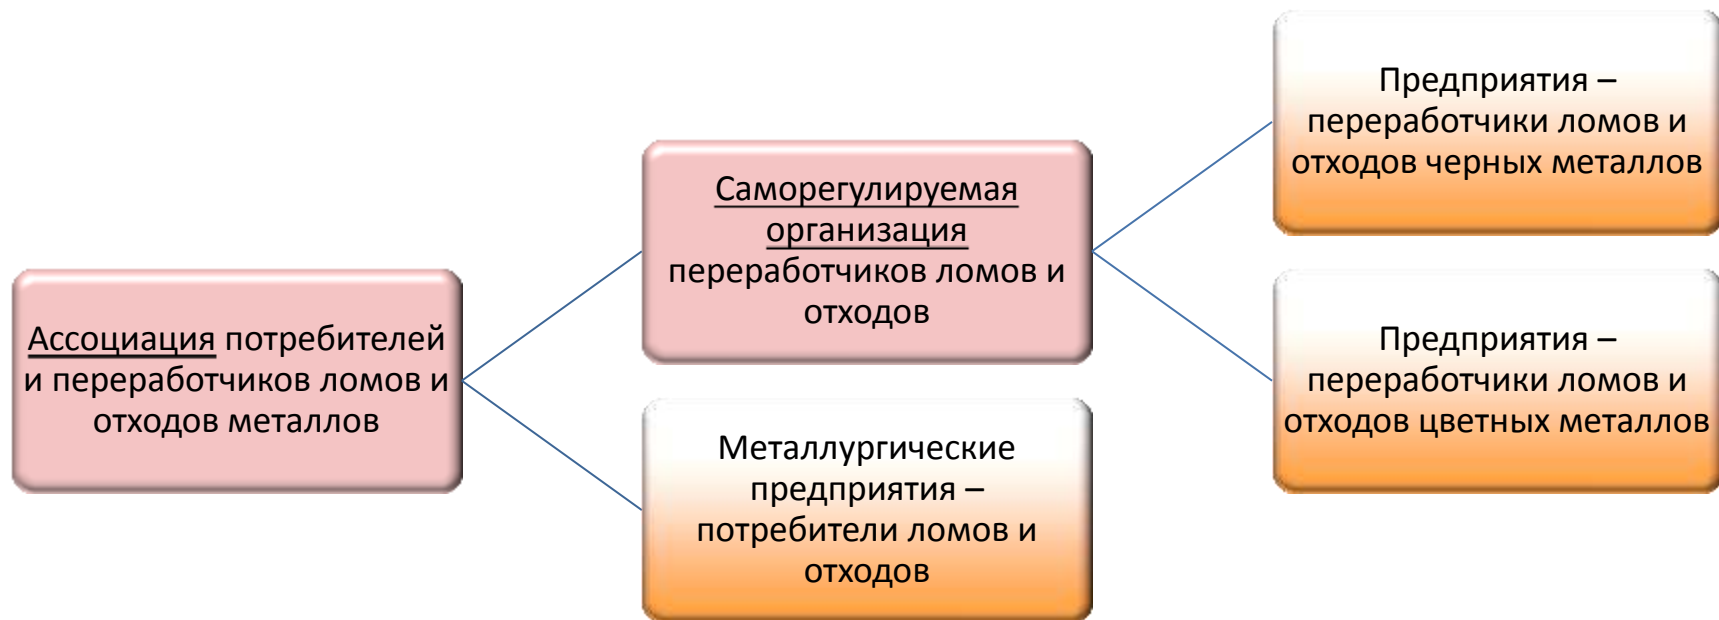 Ассоциация потребителей
и переработчиков ломов и
отходов металлов
Саморегулируемая
организация
переработчиков ломов и
отходов
Металлургические
предприятия –
потребители ломов и
отходов
Предприятия –
переработчики ломов и
отходов черных металлов
Предприятия –
переработчики ломов и
отходов цветных металлов